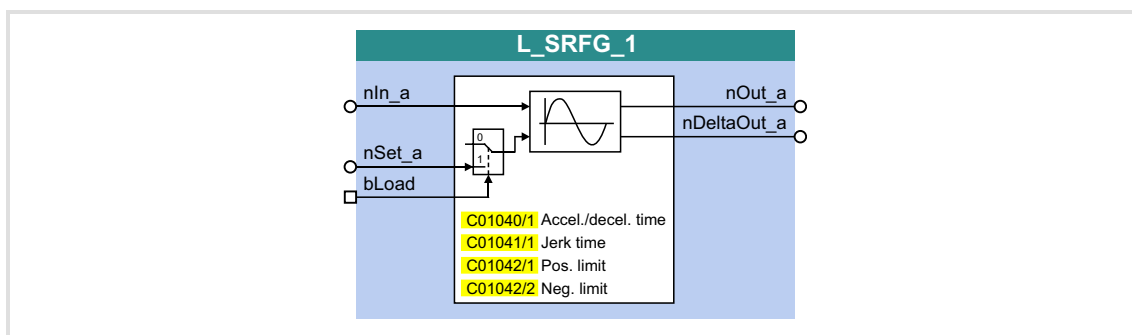 L_SRFG_1
nIn_a
nOut_a
nDeltaOut_a
0
nSet_a
1
bLoad
C01040/1 Accel./decel. time
C01041/1 Jerk time
C01042/1 Pos. limit
C01042/2 Neg. limit